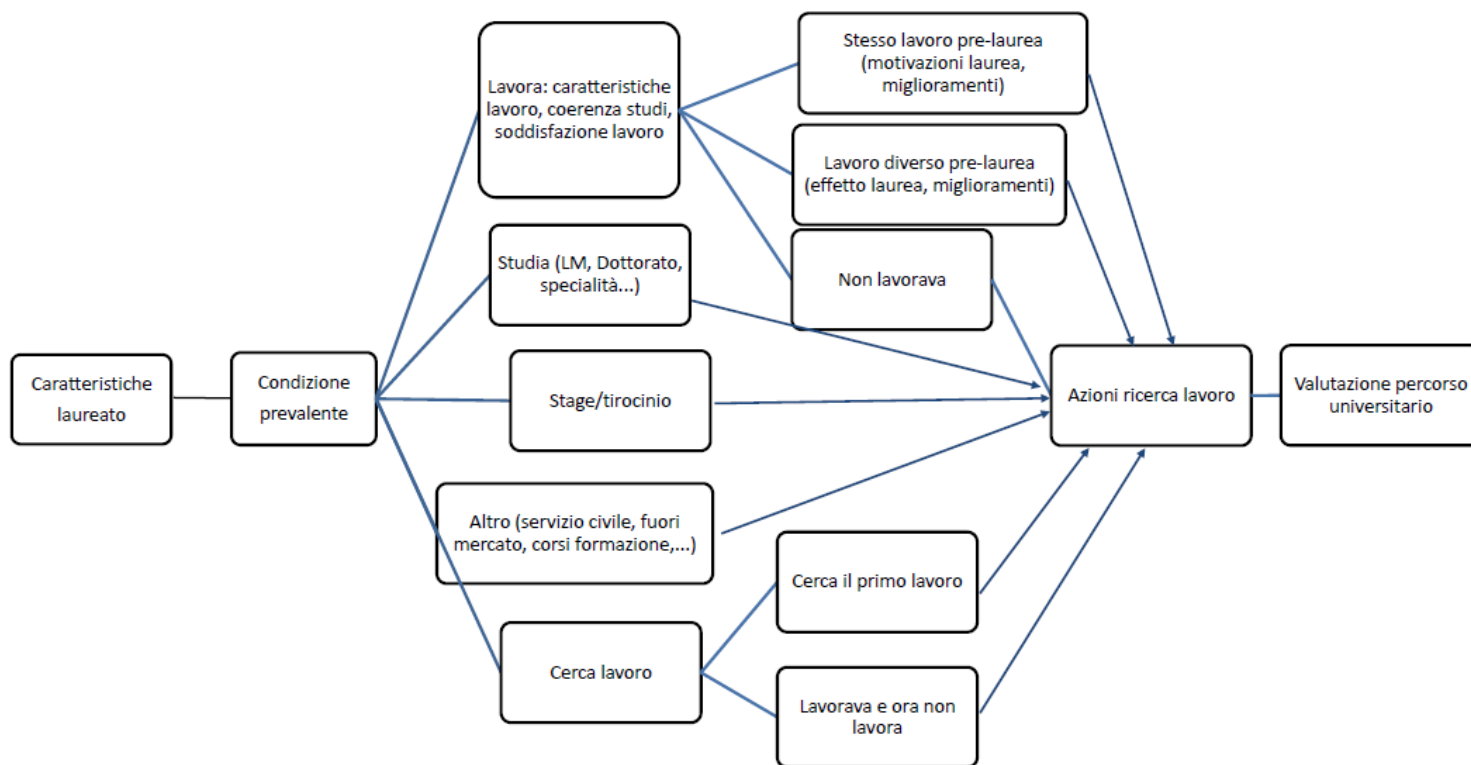 Caratteristiche
laureato
Condizione
prevalente
Lavora: caratteristiche
lavoro, coerenza studi,
soddisfazione lavoro
Studia (LM, Dottorato,
specialità...)
Stage/tirocinio
Altro (servizio civile, fuori
mercato, corsi formazione,...)
Cerca lavoro
Stesso lavoro pre-laurea
(motivazioni laurea,
miglioramenti)
Lavoro diverso pre-laurea
(effetto laurea, miglioramenti)
Non lavorava
Cerca il primo lavoro
Lavorava e ora non
lavora
Azioni ricerca lavoro
Valutazione percorso
universitario